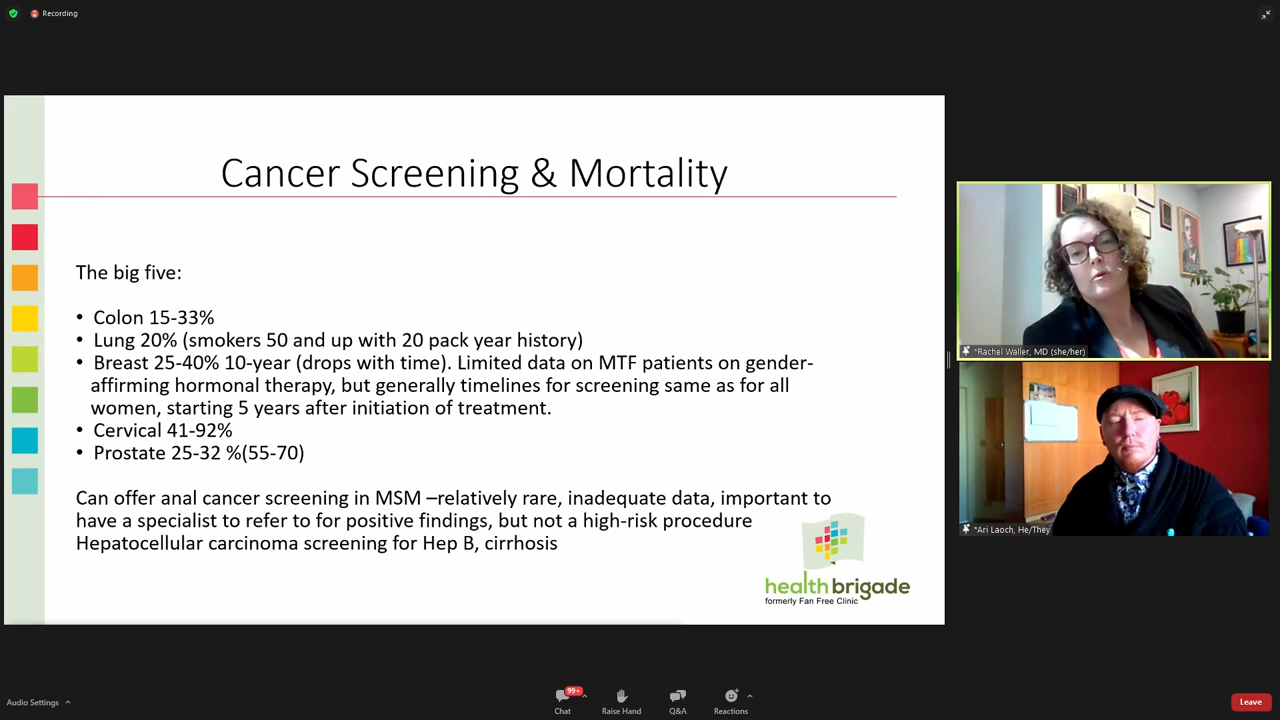 Recording
Cancer Screening & Mortality
The big five:
• Colon 15-33%
• Lung 20% (smokers 50 and up with 20 pack year history)
• Breast 25-40% 10-year (drops with time). Limited data on MTF patients on gender-
affirming hormonal therapy, but generally timelines for screening same as for all
women, starting 5 years after initiation of treatment.
• Cervical 41-92%
• Prostate 25-32 %(55-70)
Can offer anal cancer screening in MSM –relatively rare, inadequate data, important to
have a specialist to refer to for positive findings, but not a high-risk procedure
Hepatocellular carcinoma screening for Hep B, cirrhosis
health brigade
formerly Fan Free Clinic
*Rachel Waller, MD (she/her)
*Ari Laoch, He/They
Audio Settings
99+
Chat
Raise Hand
Q&A
Reactions
Leave